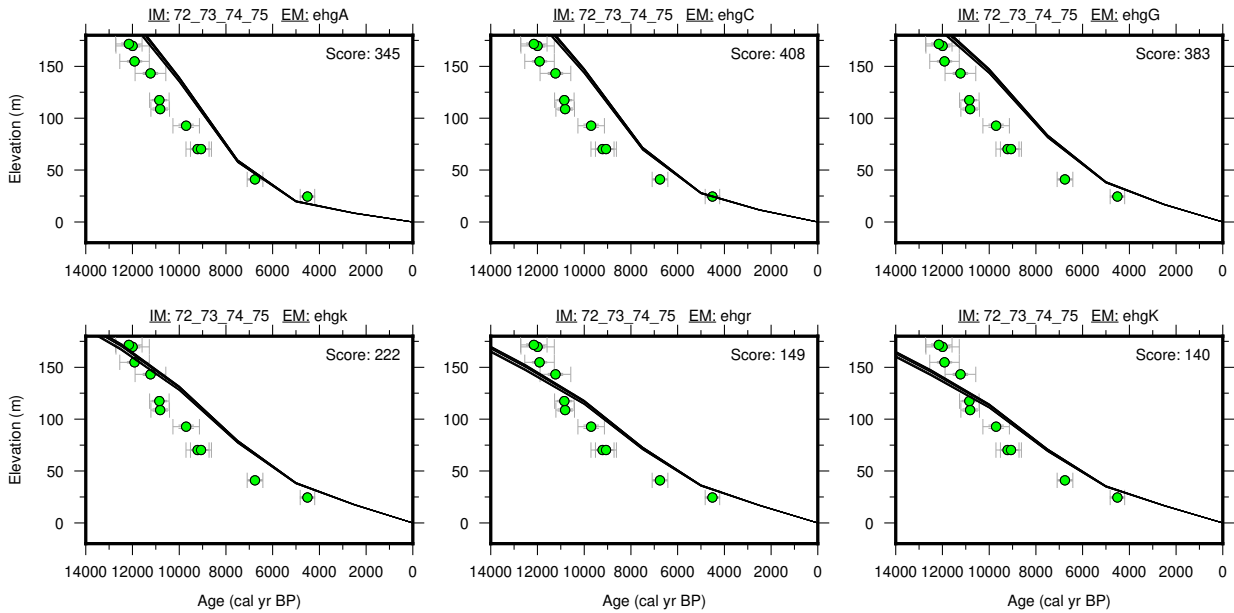 IM: 72_73_74_75 EM: ehgA
IM: 72_73_74_75 EM: ehgC
IM: 72_73_74_75 EM: ehgG
Score: 345
Score: 408
Score: 383
Elevation (m)
150
100
50
0
150
100
50
0
150
100
50
0
14000 12000 10000 8000 6000 4000 2000 0
14000 12000 10000 8000 6000 4000 2000 0
14000 12000 10000 8000 6000 4000 2000 0
IM: 72_73_74_75 EM: ehgk
IM: 72_73_74_75 EM: ehgr
IM: 72_73_74_75 EM: ehgK
Score: 222
Score: 149
Score: 140
Elevation (m)
150
100
50
0
150
100
50
0
150
100
50
0
14000 12000 10000 8000 6000 4000 2000 0
14000 12000 10000 8000 6000 4000 2000 0
14000 12000 10000 8000 6000 4000 2000 0
Age (cal yr BP)
Age (cal yr BP)
Age (cal yr BP)